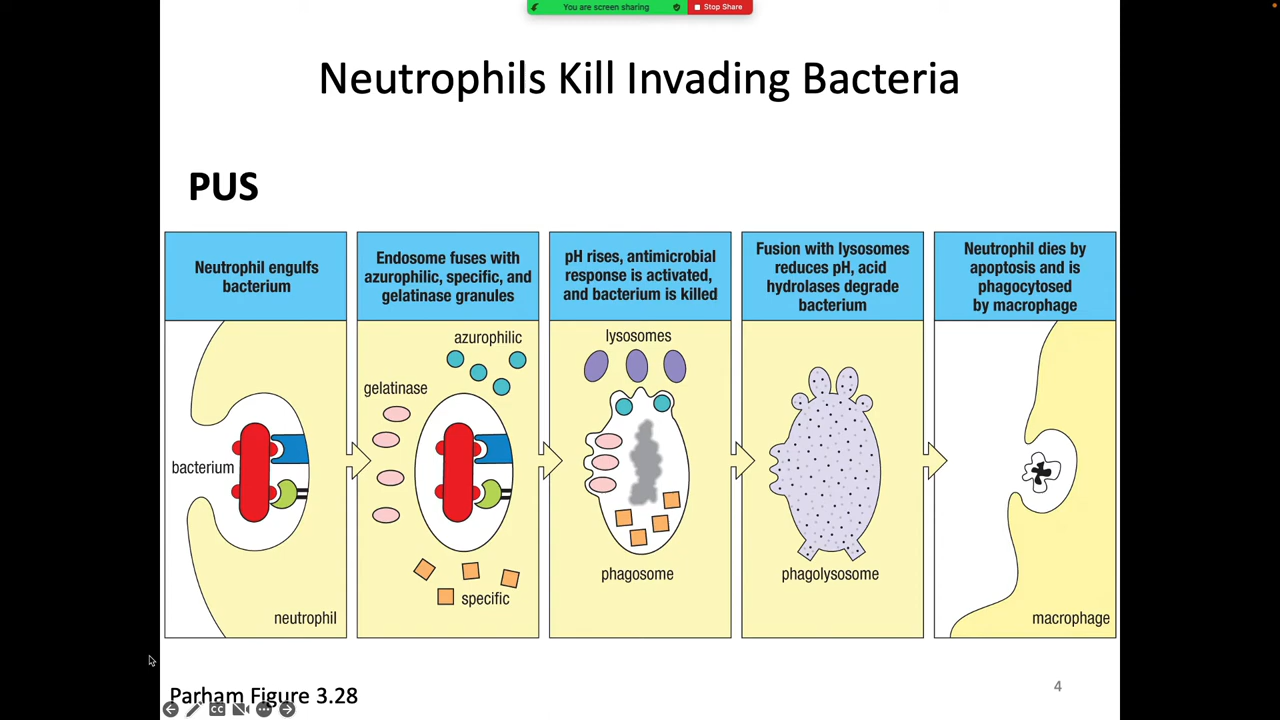 You are screen sharing
Stop Share
Neutrophils Kill Invading Bacteria
PUS
Neutrophil engulfs
bacterium
bacterium
neutrophil
Endosome fuses with
azurophilic, specific, and
gelatinase granules
azurophilic
gelatinase
specific
pH rises, antimicrobial
response is activated,
and bacterium is killed
lysosomes
phagosome
Fusion with lysosomes
reduces pH, acid
hydrolases degrade
bacterium
phagolysosome
Neutrophil dies by
apoptosis and is
phagocytosed
by macrophage
macrophage
Parham Figure 3.28
4
CC